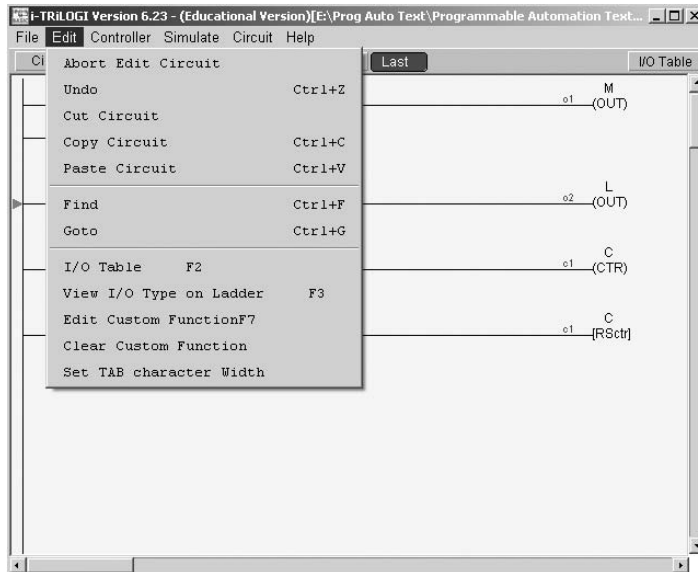 i-TRiLOGI Version 6.23 - (Educational Version)[E:\Prog Auto Text\Programmable Automation Text...
File Edit Controller Simulate Circuit Help
Ci
Last
I/O Table
Abort Edit Circuit
Undo Ctrl+Z
Cut Circuit
Copy Circuit Ctrl+C
Paste Circuit Ctrl+V
Find Ctrl+F
Goto Ctrl+G
I/O Table F2
View I/O Type on Ladder F3
Edit Custom FunctionF7
Clear Custom Function
Set TAB character Width
M
o1 (OUT)
L
o2 (OUT)
C
c1 (CTR)
C
c1 [RSctr]